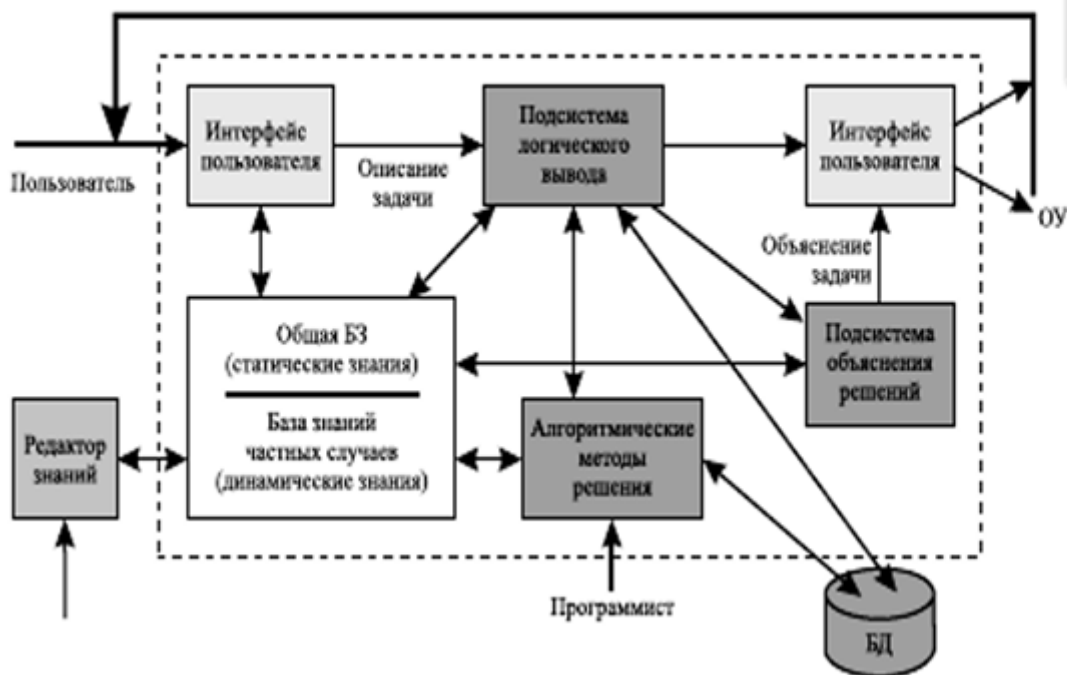 Пользователь
Интерфейс
пользователя
Описание
задачи
Подсистема
логического
вывода
Интерфейс
пользователя
ОУ
Объяснение
задачи
Подсистема
объяснения
решений
Общая БЗ
(статические знания)
База знаний
частных случаев
(динамические знания)
Редактор
знаний
Алгоритмические
методы
решения
Программист
БД